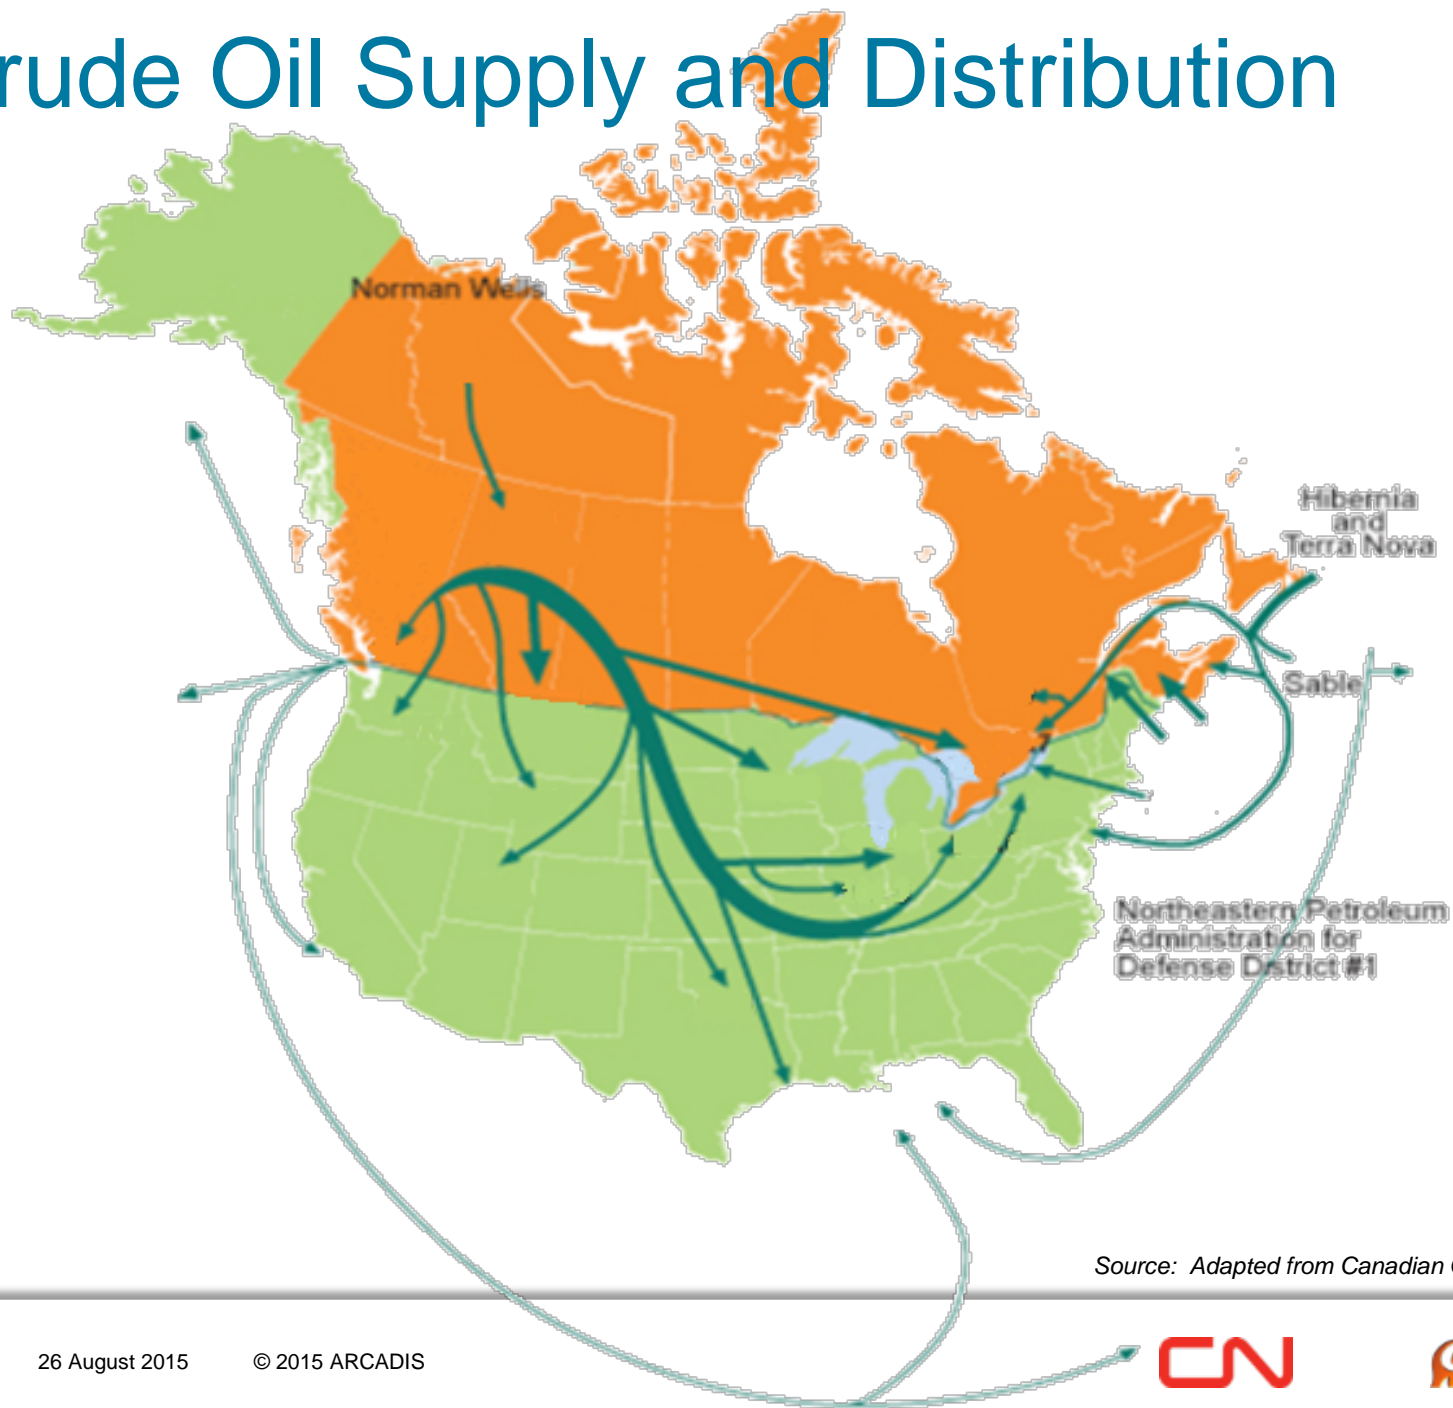 rude Oil Supply and Distribution
Norman Wells
Hibernia
and
Terra Nova
Sable
Northeastern Petroleum
Administration for
Defense District #1
Source: Adapted from Canadian
26 August 2015
© 2015 ARCADIS
CN